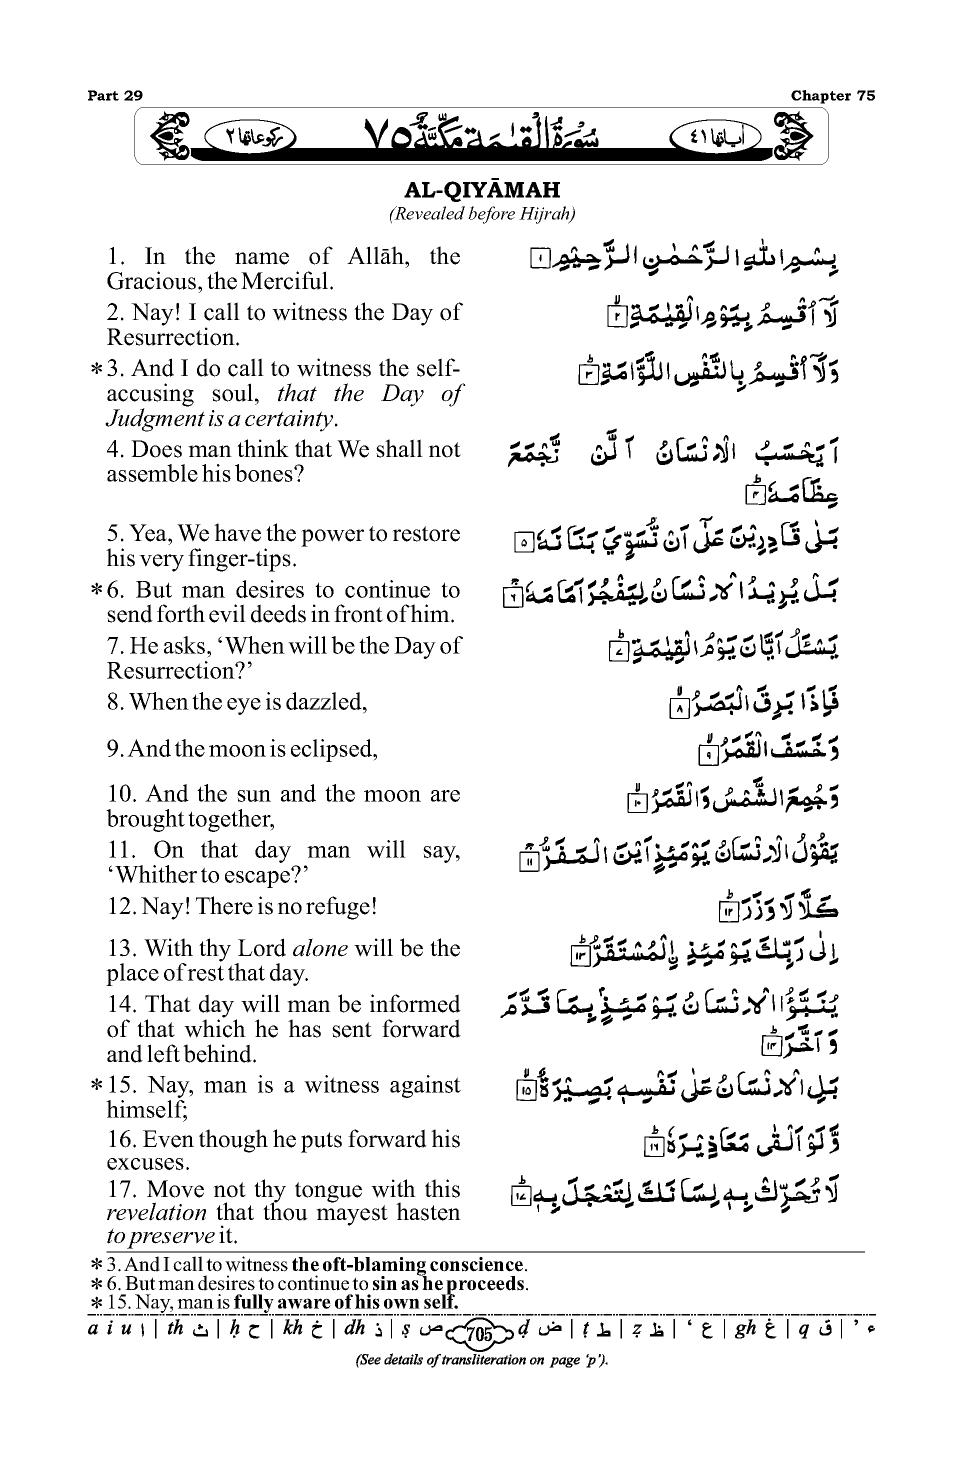 Part 29
Chapter 75
رکوعاتها ٢
سُوْرَةُ الْقِيٰمَةِ مَكِّيَّةٌ ٧٥
اٰياتها ٤١
AL-QIYĀMAH
(Revealed before Hijrah)
1. In the name of Allāh, the
Gracious, the Merciful.
بِسْمِ اللّٰهِ الرَّحْمٰنِ الرَّحِيْمِ ١
2. Nay! I call to witness the Day of
Resurrection.
لَاۤ اُقْسِمُ بِيَوْمِ الْقِيٰمَةِ ٢
*3. And I do call to witness the self-
accusing soul, that the Day of
Judgment is a certainty.
وَلَاۤ اُقْسِمُ بِالنَّفْسِ اللَّوَّامَةِ ٣
4. Does man think that We shall not
assemble his bones?
اَيَحْسَبُ الْاِنْسَانُ اَلَّنْ نَّجْمَعَ
عِظَامَهٗ ٤
5. Yea, We have the power to restore
his very finger-tips.
بَلٰى قَادِرِيْنَ عَلٰۤى اَنْ نُّسَوِّيَ بَنَانَهٗ ٥
*6. But man desires to continue to
send forth evil deeds in front of him.
بَلْ يُرِيْدُ الْاِنْسَانُ لِيَفْجُرَ اَمَامَهٗ ٦
7. He asks, ‘When will be the Day of
Resurrection?’
يَسْـَٔلُ اَيَّانَ يَوْمُ الْقِيٰمَةِ ٧
8. When the eye is dazzled,
فَاِذَا بَرِقَ الْبَصَرُ ٨
9. And the moon is eclipsed,
وَخَسَفَ الْقَمَرُ ٩
10. And the sun and the moon are
brought together,
وَجُمِعَ الشَّمْسُ وَالْقَمَرُ ١٠
11. On that day man will say,
‘Whither to escape?’
يَقُوْلُ الْاِنْسَانُ يَوْمَئِذٍ اَيْنَ الْمَفَرُّ ١١
12. Nay! There is no refuge!
كَلَّا لَا وَزَرَ ١٢
13. With thy Lord alone will be the
place of rest that day.
اِلٰى رَبِّكَ يَوْمَئِذِ اِلْمُسْتَقَرُّ ١٣
14. That day will man be informed
of that which he has sent forward
and left behind.
يُنَبَّؤُا الْاِنْسَانُ يَوْمَئِذٍۭ بِمَا قَدَّمَ
وَاَخَّرَ ١٤
*15. Nay, man is a witness against
himself;
بَلِ الْاِنْسَانُ عَلٰى نَفْسِهٖ بَصِيْرَةٌ ١٥
16. Even though he puts forward his
excuses.
وَّلَوْ اَلْقٰى مَعَاذِيْرَهٗ ١٦
17. Move not thy tongue with this
revelation that thou mayest hasten
to preserve it.
لَا تُحَرِّكْ بِهٖ لِسَانَكَ لِتَعْجَلَ بِهٖ ١٧
* 3. And I call to witness the oft-blaming conscience.
* 6. But man desires to continue to sin as he proceeds.
* 15. Nay, man is fully aware of his own self.
a i u ا | th ث | ḥ ح | kh خ | dh ذ | ṣ ص 705 ḍ ض | ṭ ط | ẓ ظ | ‘ ع | gh غ | q ق | ’ ء
(See details of transliteration on page ‘p’).